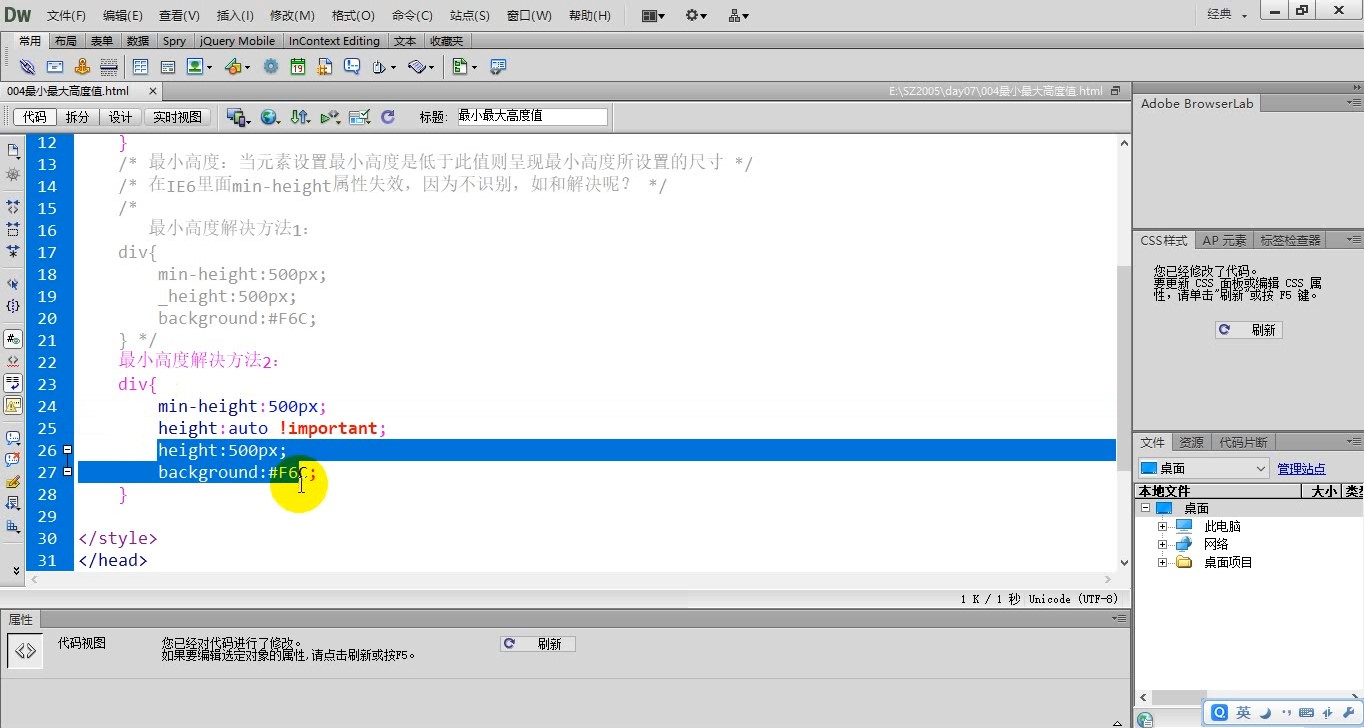 Dw 文件(F) 编辑(E) 查看(V) 插入(I) 修改(M) 格式(O) 命令(C) 站点(S) 窗口(W) 帮助(H) 经典
常用 布局 表单 数据 Spry jQuery Mobile InContext Editing 文本 收藏夹
004最小最大高度值.html E:\SZ2005\day07\004最小最大高度值.html
代码 拆分 设计 实时视图 标题: 最小最大高度值
12 }
13 /* 最小高度：当元素设置最小高度是低于此值则呈现最小高度所设置的尺寸 */
14 /* 在IE6里面min-height属性失效，因为不识别，如和解决呢？ */
15 /*
16 最小高度解决方法1：
17 div{
18 min-height:500px;
19 _height:500px;
20 background:#F6C;
21 } */
22 最小高度解决方法2：
23 div{
24 min-height:500px;
25 height:auto !important;
26 height:500px;
27 background:#F6C;
28 }
29
30 </style>
31 </head>
1 K / 1 秒 Unicode (UTF-8)
属性
代码视图
您已经对代码进行了修改。
如果要编辑选定对象的属性,请点击刷新或按F5。
刷新
Adobe BrowserLab
CSS样式 AP 元素 标签检查器
您已经修改了代码。
要更新 CSS 面板或编辑 CSS 属
性，请单击"刷新"或按 F5 键。
刷新
文件 资源 代码片断
桌面 管理站点
本地文件 大小 类型
桌面
此电脑
网络
桌面项目
英